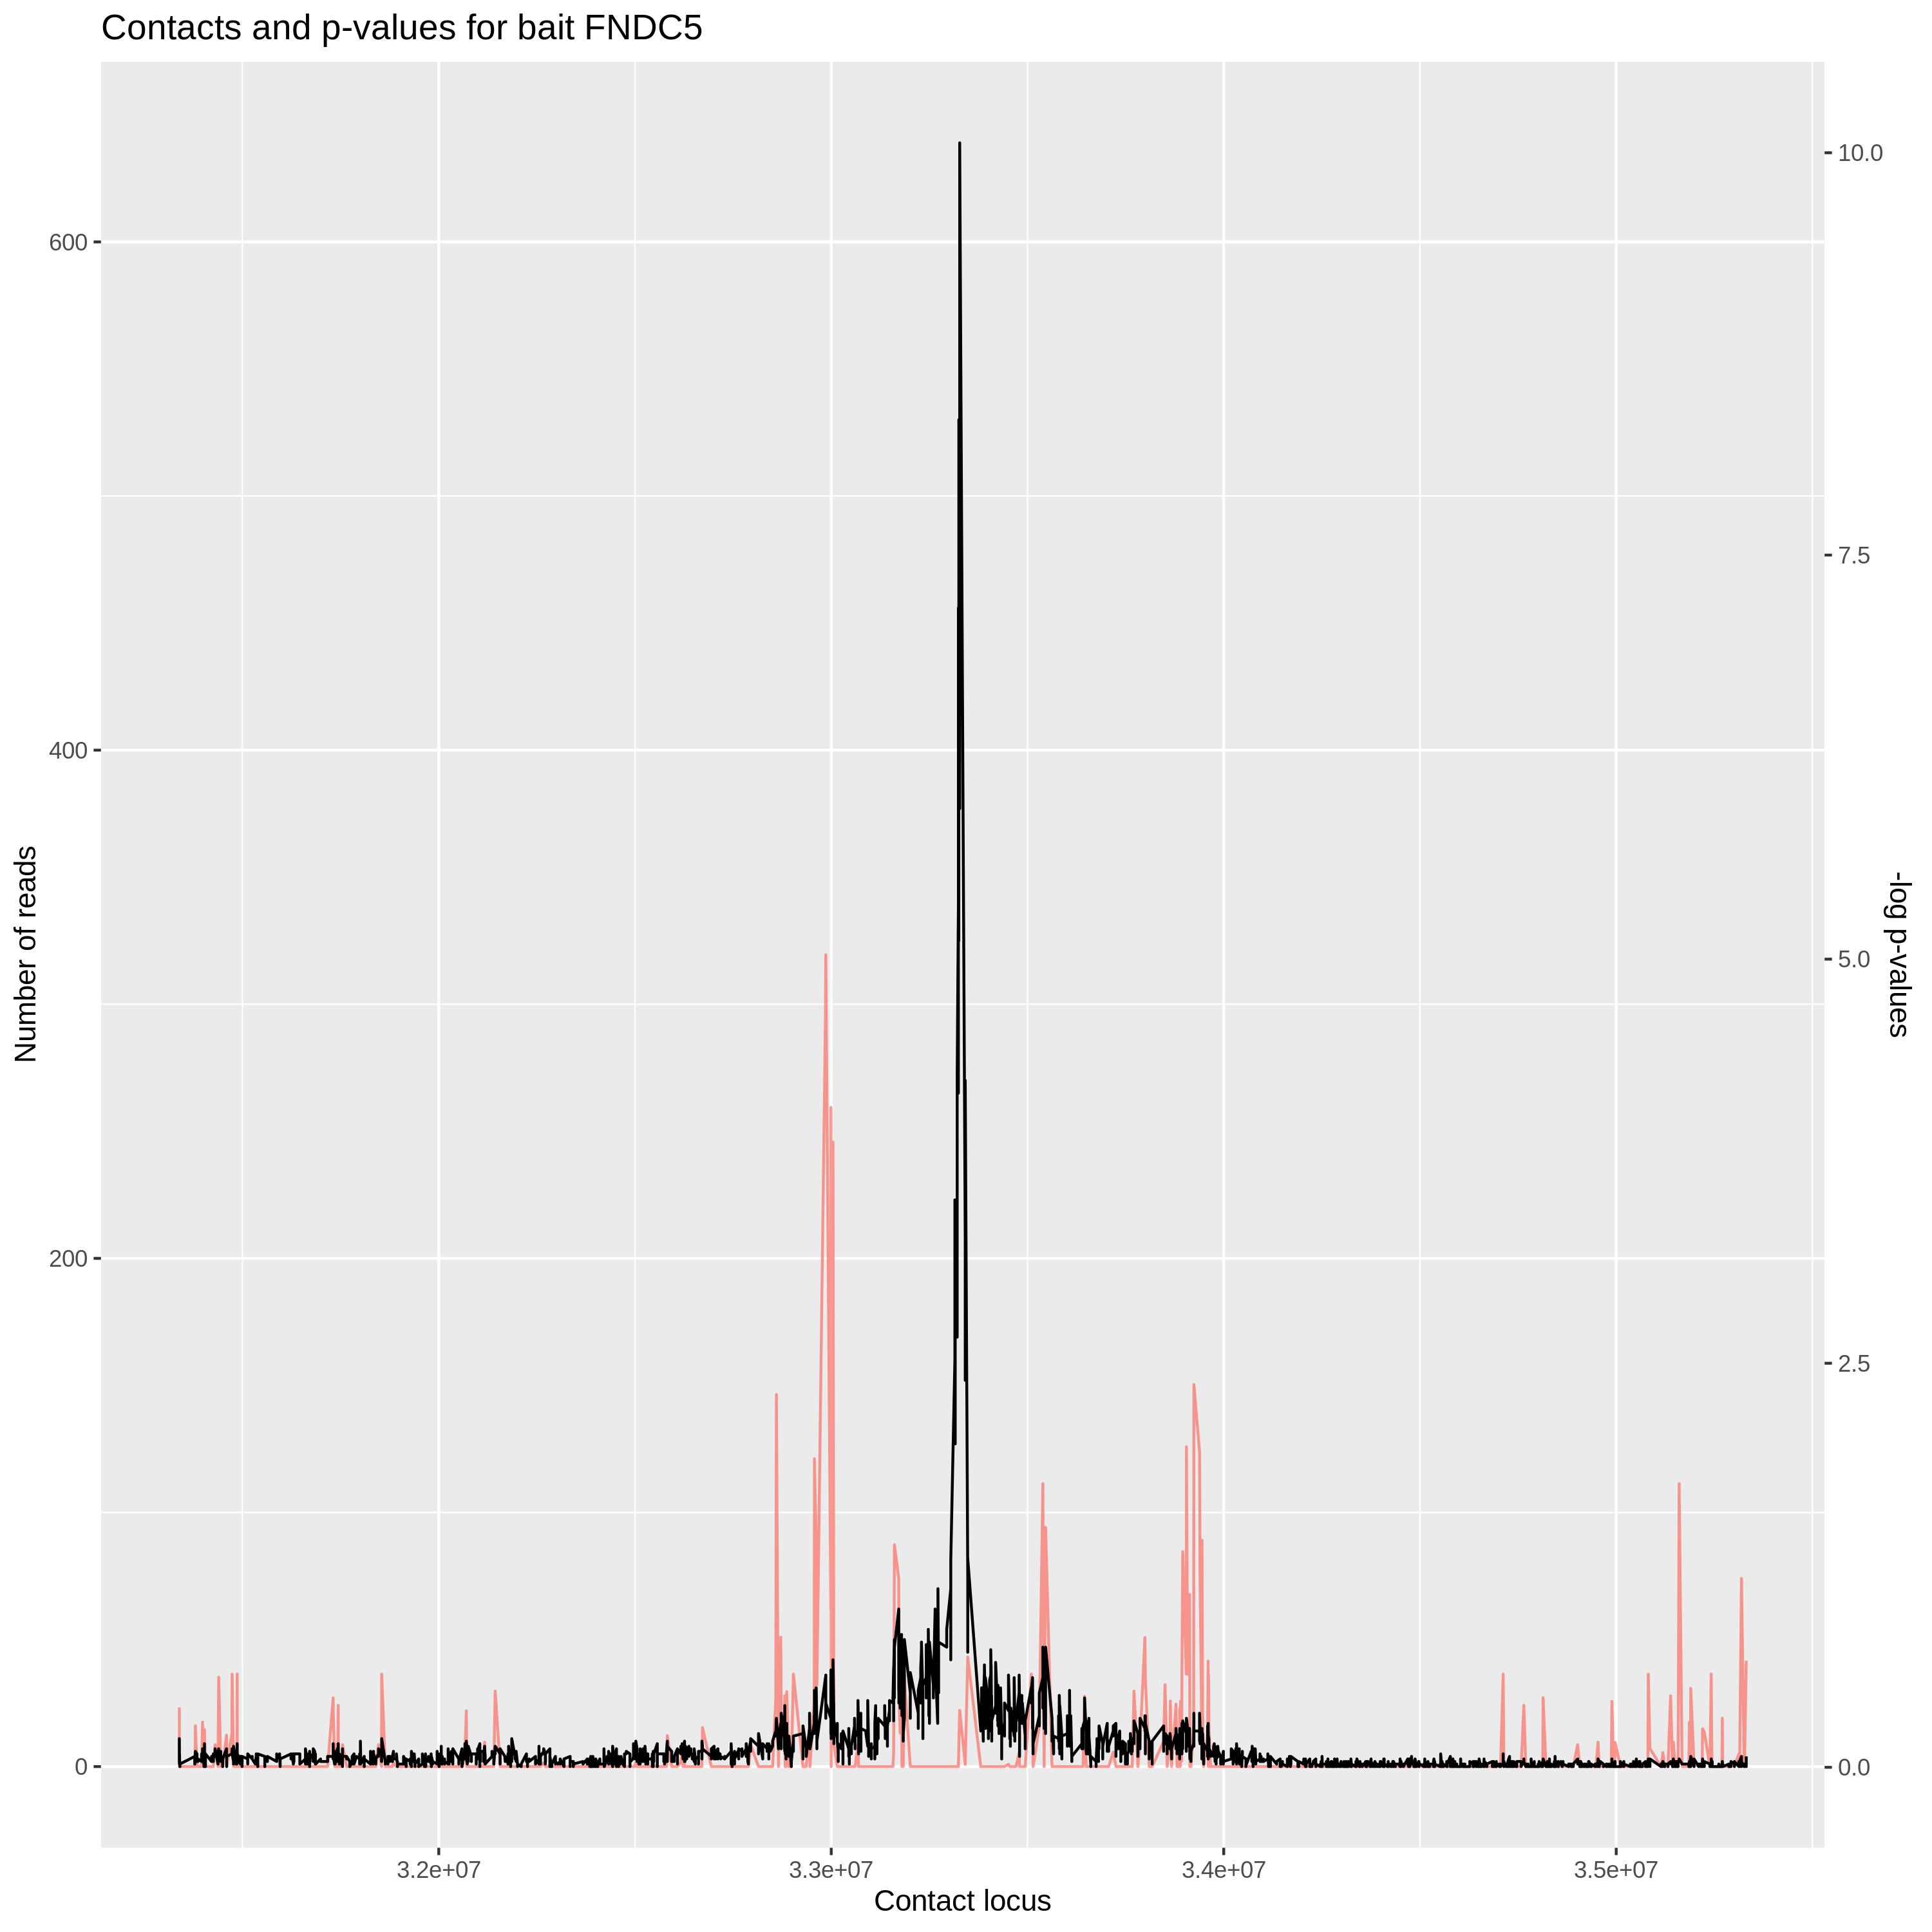 Contacts and p-values for bait FNDC5
Number of reads
600
400
200
0
10.0
7.5
5.0
2.5
0.0
-log p-values
3.2e+07
3.3e+07
3.4e+07
3.5e+07
Contact locus